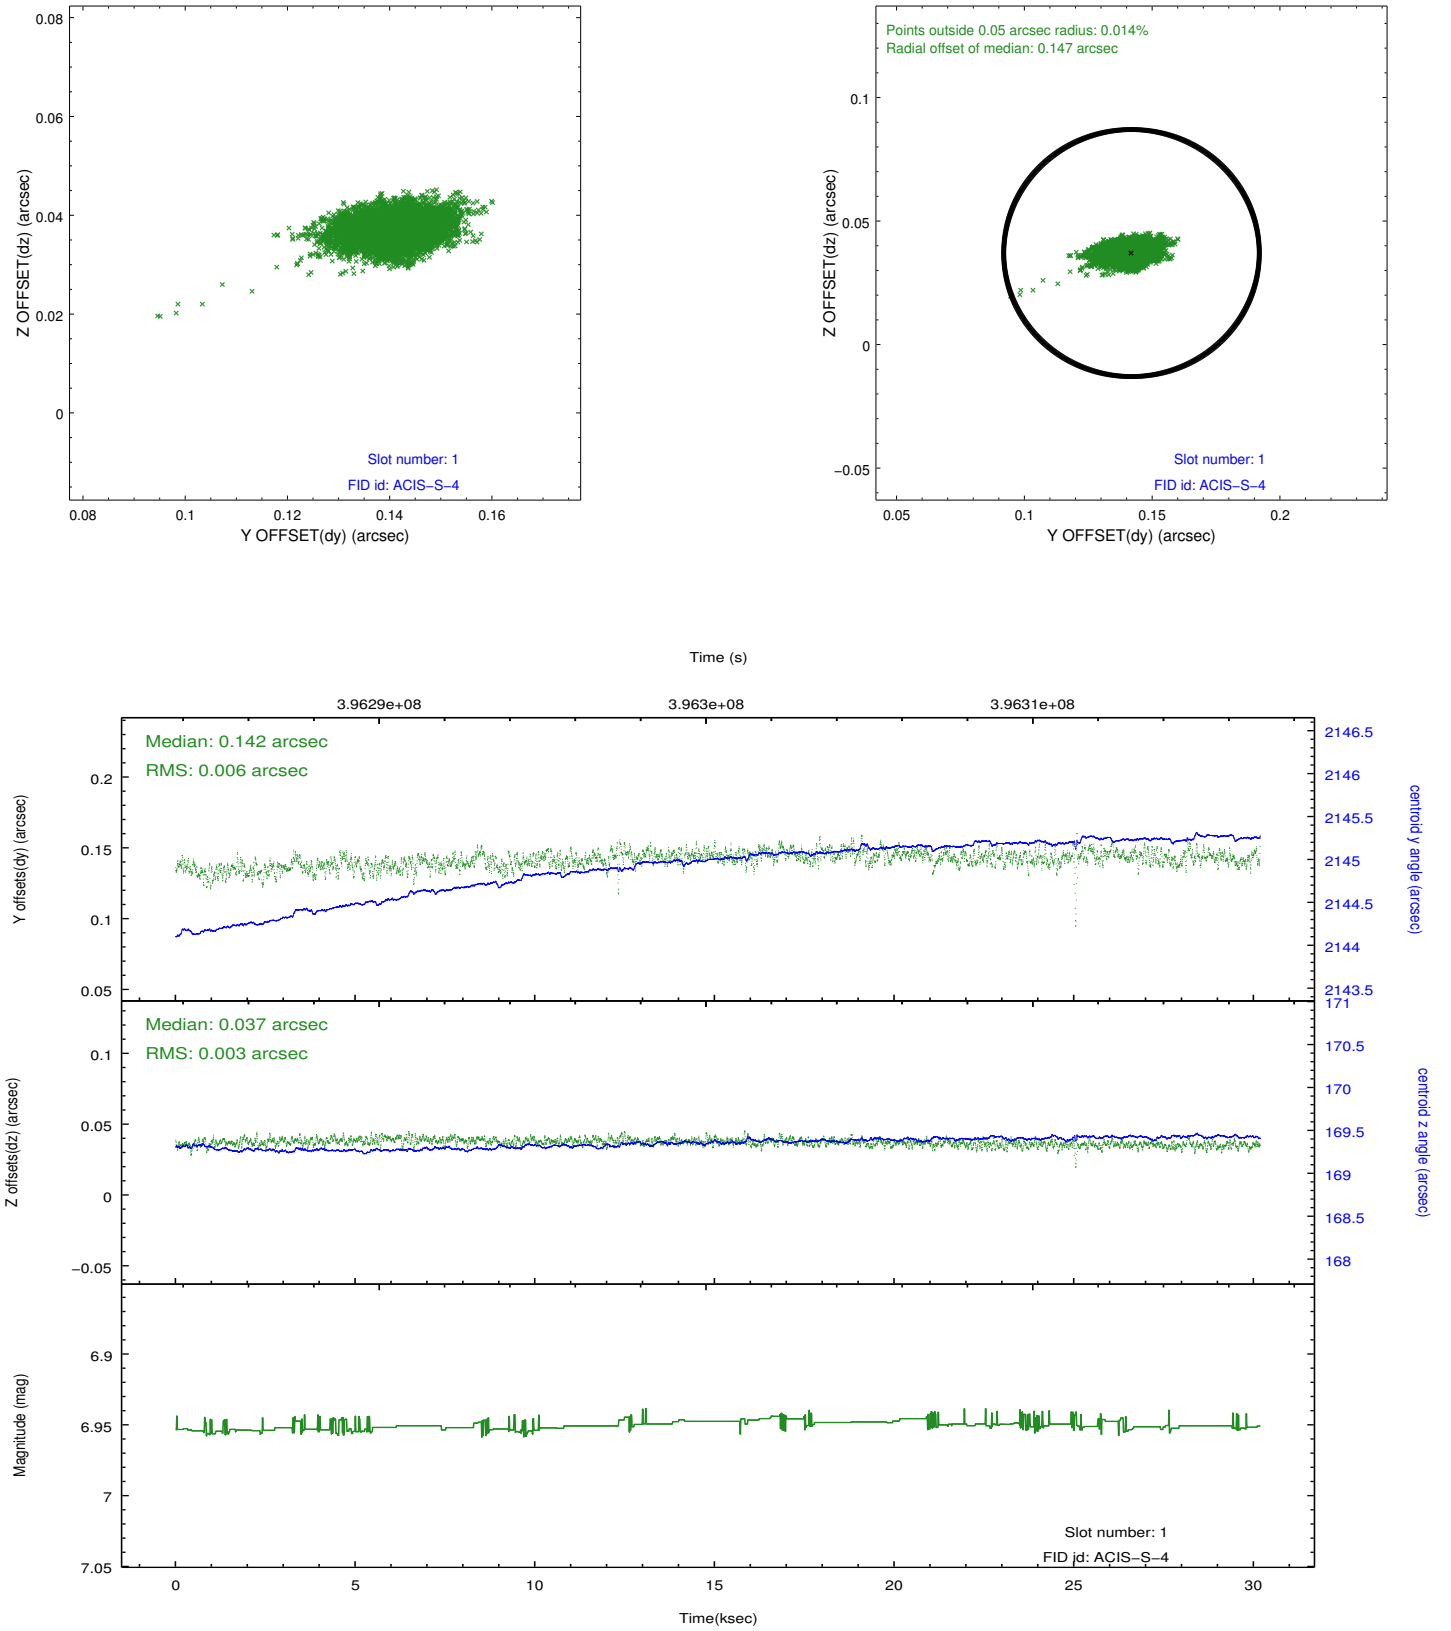 0.08
0.06
0.04
0.02
0
Z OFFSET(dz) (arcsec)
Slot number: 1
FID id: ACIS−S−4
0.08 0.1 0.12 0.14 0.16
Y OFFSET(dy) (arcsec)
Points outside 0.05 arcsec radius: 0.014%
Radial offset of median: 0.147 arcsec
0.1
0.05
0
−0.05
Z OFFSET(dz) (arcsec)
Slot number: 1
FID id: ACIS−S−4
0.05 0.1 0.15 0.2
Y OFFSET(dy) (arcsec)
Time (s)
3.9629e+08 3.963e+08 3.9631e+08
Median: 0.142 arcsec
RMS: 0.006 arcsec
0.2
0.15
0.1
0.05
Y offsets(dy) (arcsec)
2146.5
2146
2145.5
2145
2144.5
2144
2143.5
centroid y angle (arcsec)
Median: 0.037 arcsec
RMS: 0.003 arcsec
0.1
0.05
0
−0.05
Z offsets(dz) (arcsec)
171
170.5
170
169.5
169
168.5
168
centroid z angle (arcsec)
6.9
6.95
7
7.05
Magnitude (mag)
Slot number: 1
FID id: ACIS−S−4
0 5 10 15 20 25 30
Time(ksec)